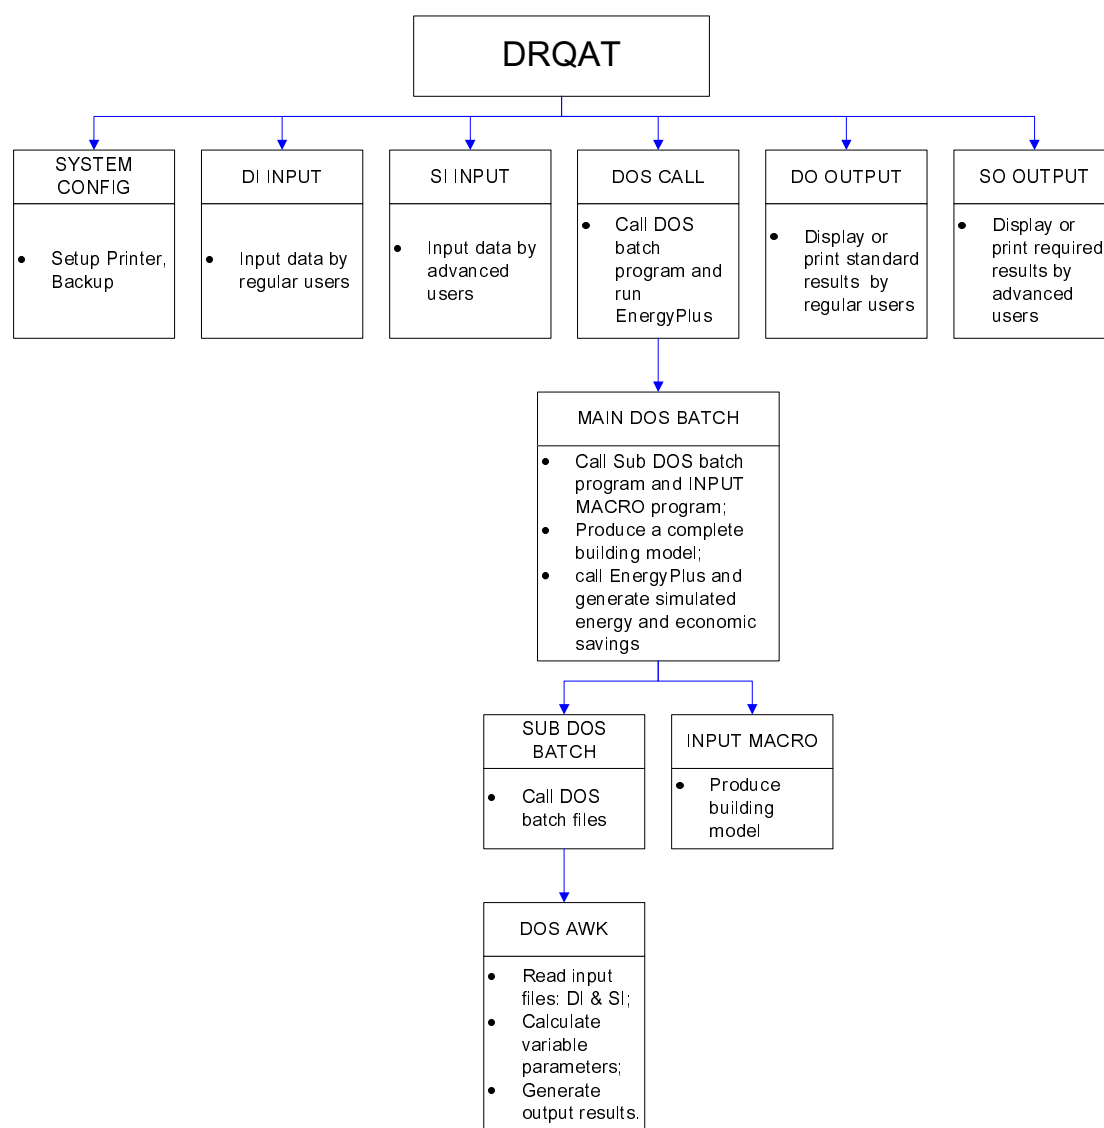 DRQAT
SYSTEM
CONFIG
• Setup Printer,
Backup
DI INPUT
• Input data by
regular users
SI INPUT
• Input data by
advanced
users
DOS CALL
• Call DOS
batch
program and
run
EnergyPlus
DO OUTPUT
• Display or
print standard
results by
regular users
SO OUTPUT
• Display or
print required
results by
advanced
users
MAIN DOS BATCH
• Call Sub DOS batch
program and INPUT
MACRO program;
• Produce a complete
building model;
• call EnergyPlus and
generate simulated
energy and economic
savings
SUB DOS
BATCH
• Call DOS
batch files
INPUT MACRO
• Produce
building
model
DOS AWK
• Read input
files: DI & SI;
• Calculate
variable
parameters;
• Generate
output results.